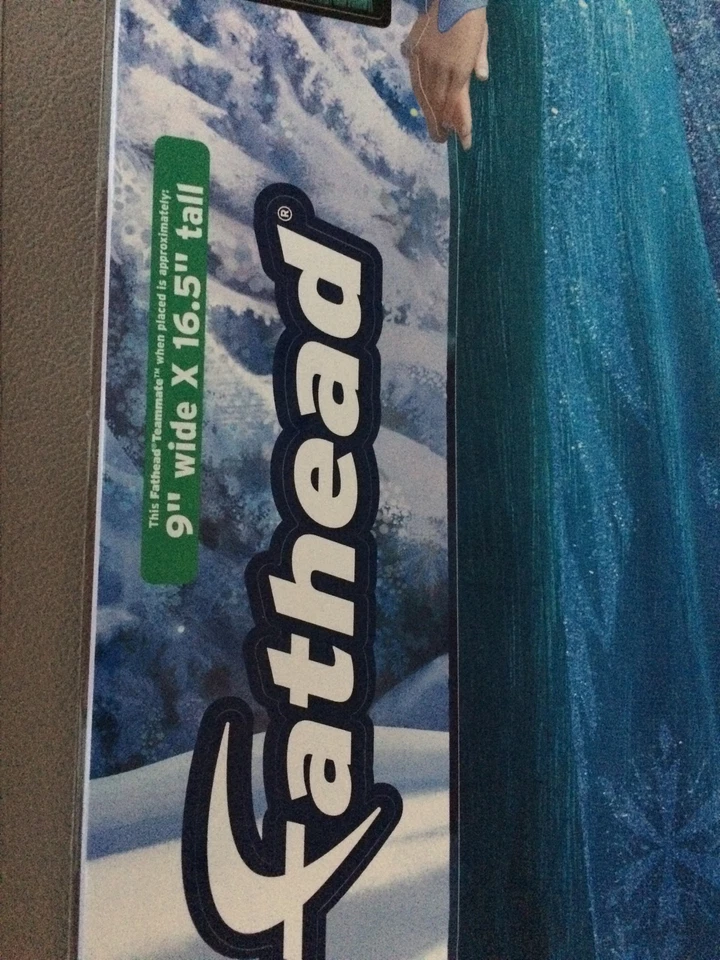 This Fathead® Teammate™ when placed is approximately:
9" wide X 16.5" tall
Fathead®